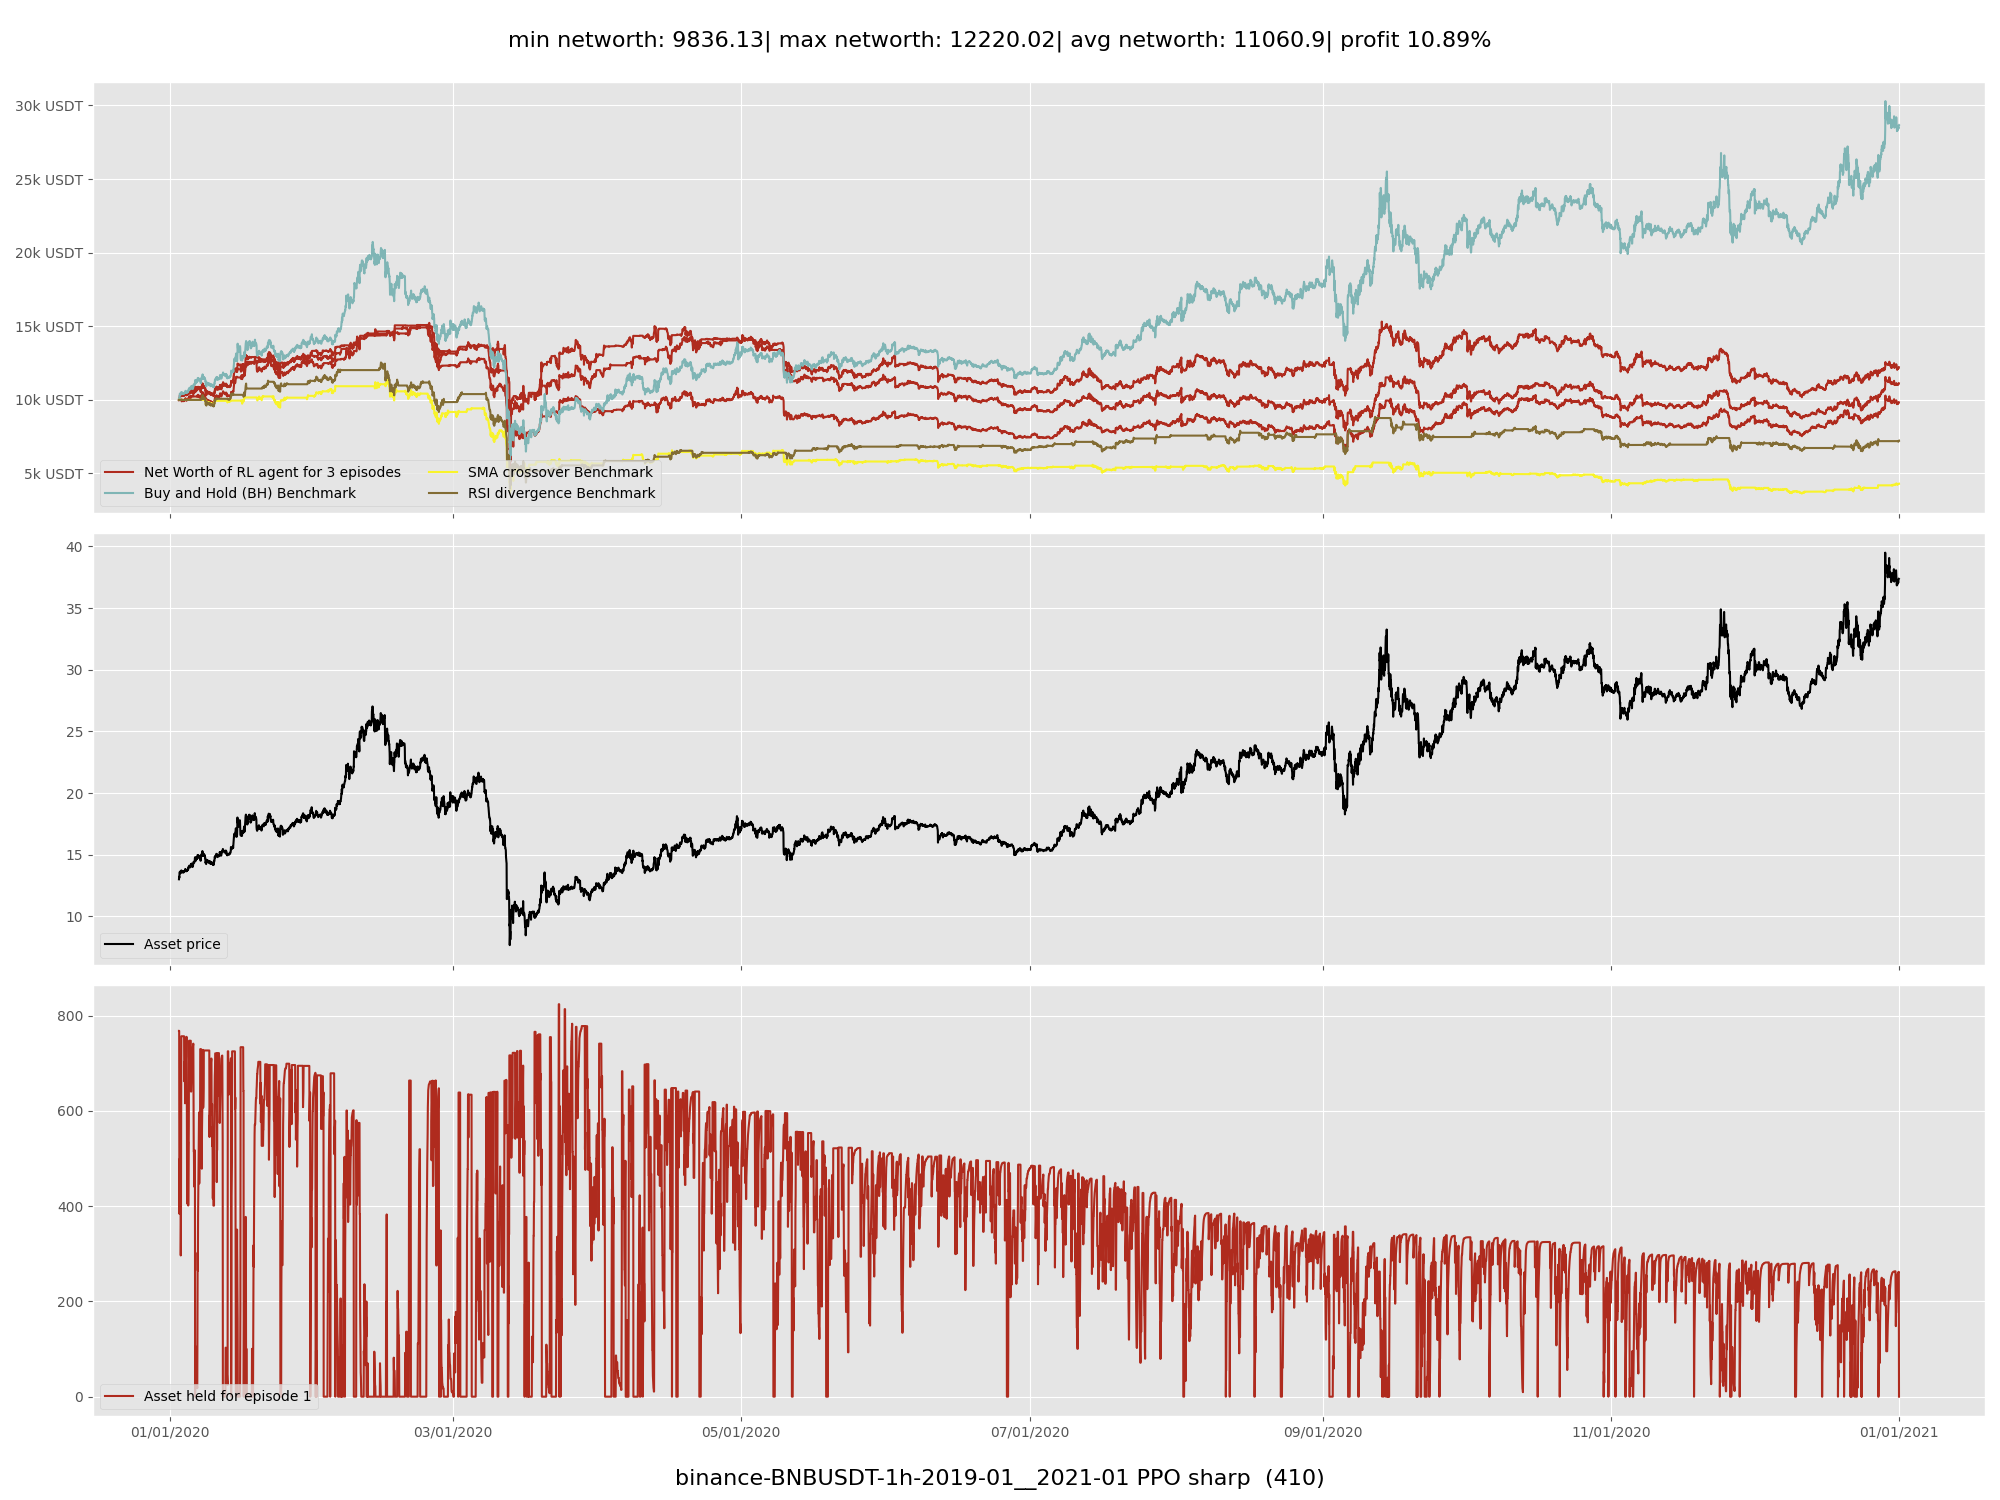 min networth: 9836.13| max networth: 12220.02| avg networth: 11060.9| profit 10.89%
30k USDT
25k USDT
20k USDT
15k USDT
10k USDT
5k USDT
Net Worth of RL agent for 3 episodes
Buy and Hold (BH) Benchmark
SMA crossover Benchmark
RSI divergence Benchmark
40
35
30
25
20
15
10
Asset price
800
600
400
200
0
Asset held for episode 1
01/01/2020 03/01/2020 05/01/2020 07/01/2020 09/01/2020 11/01/2020 01/01/2021
binance-BNBUSDT-1h-2019-01__2021-01 PPO sharp (410)